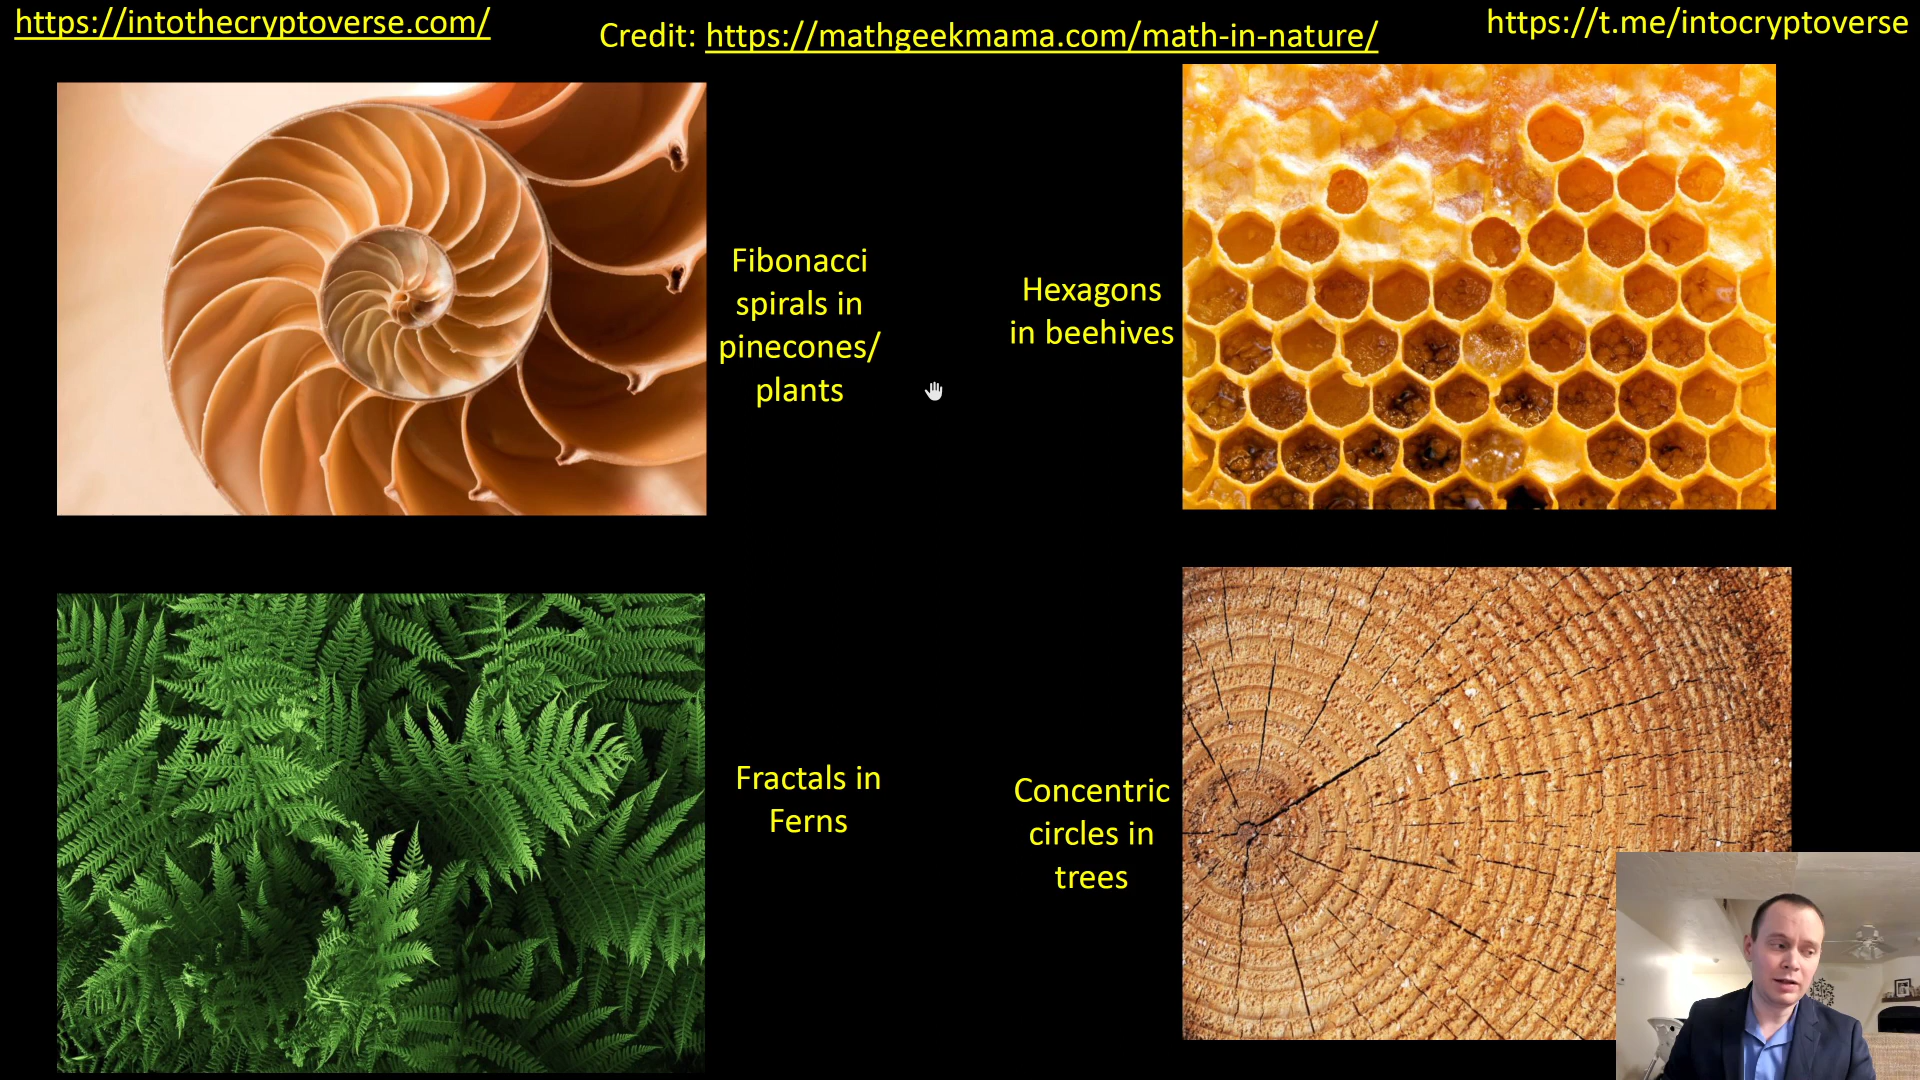 https://intothecryptoverse.com/
Credit: https://mathgeekmama.com/math-in-nature/
https://t.me/intocryptoverse
Fibonacci
spirals in
pinecones/
plants
Hexagons
in beehives
Fractals in
Ferns
Concentric
circles in
trees